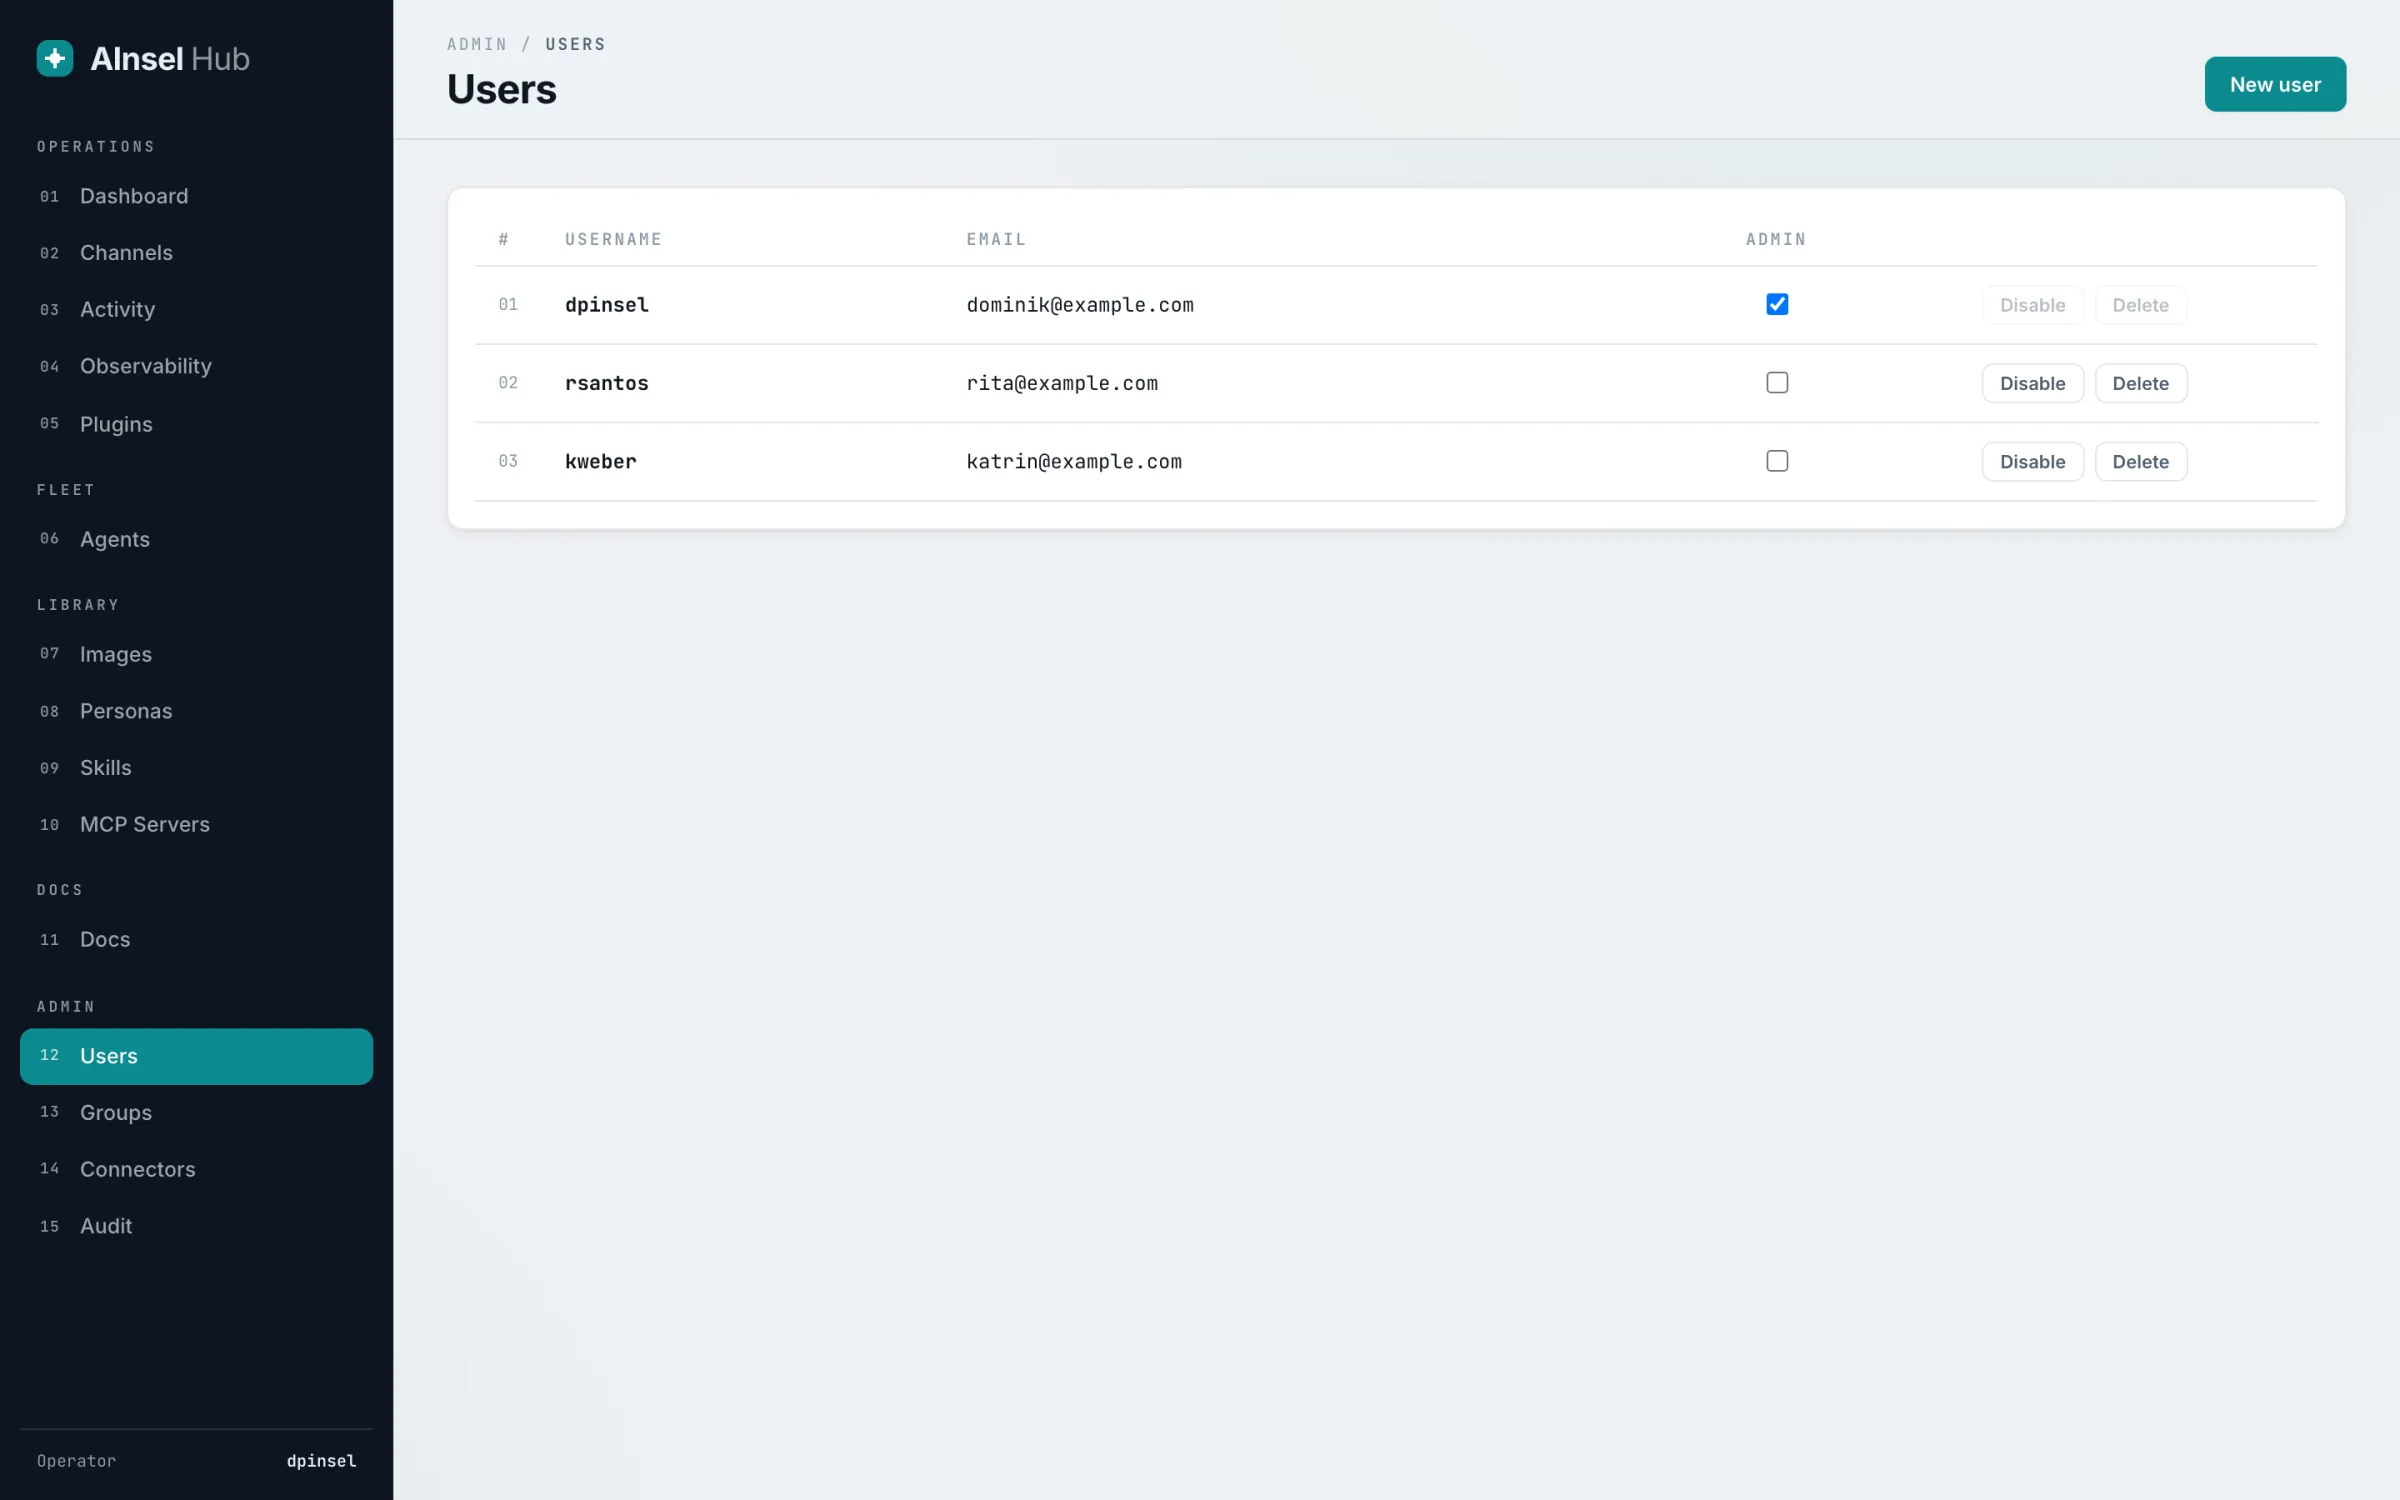 AInsel Hub
OPERATIONS
01 Dashboard
02 Channels
03 Activity
04 Observability
05 Plugins
FLEET
06 Agents
LIBRARY
07 Images
08 Personas
09 Skills
10 MCP Servers
DOCS
11 Docs
ADMIN
12 Users
13 Groups
14 Connectors
15 Audit
Operator dpinsel
ADMIN / USERS
Users
New user
# USERNAME EMAIL ADMIN
01 dpinsel dominik@example.com Disable Delete
02 rsantos rita@example.com Disable Delete
03 kweber katrin@example.com Disable Delete